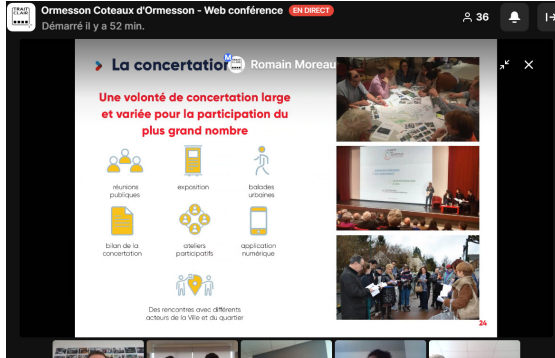 TRAIT
CLAIR
Ormesson Coteaux d'Ormesson - Web conférence EN DIRECT
Démarré il y a 52 min.
36
La concertation
M
Romain Moreau
Une volonté de concertation large
et variée pour la participation du
plus grand nombre
réunions
publiques
exposition
balades
urbaines
bilan de la
concertation
ateliers
participatifs
application
numérique
Des rencontres avec différents
acteurs de la Ville et du quartier
24